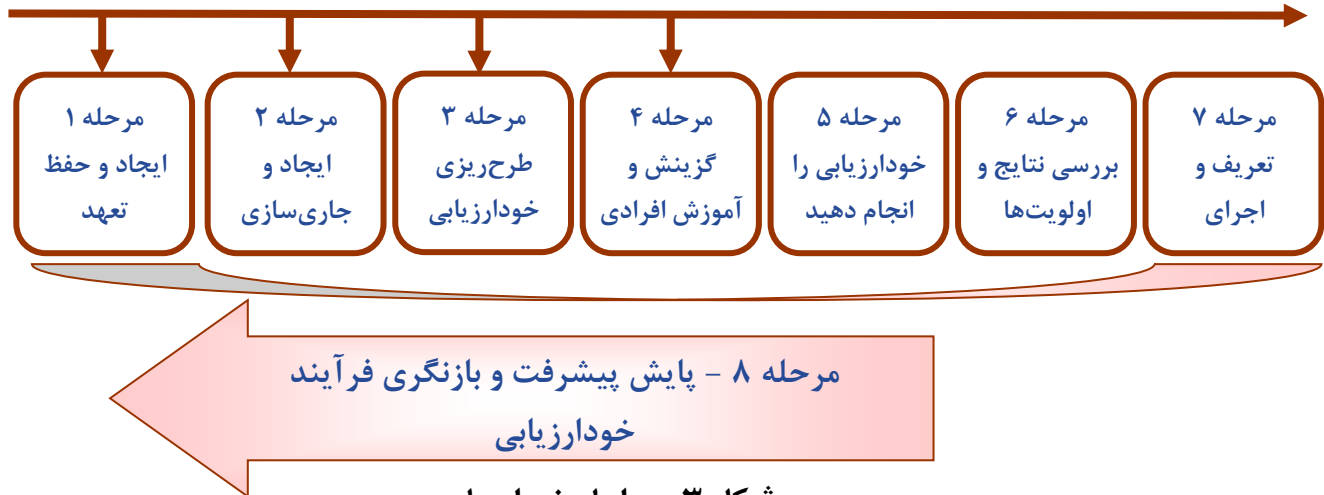 مرحله ۱
ایجاد و حفظ
تعهد
مرحله ۲
ایجاد و
جاری‌سازی
مرحله ۳
طرح‌ریزی
خودارزیابی
مرحله ۴
گزینش و
آموزش افرادی
مرحله ۵
خودارزیابی را
انجام دهید
مرحله ۶
بررسی نتایج و
اولویت‌ها
مرحله ۷
تعریف و
اجرای
مرحله ۸ - پایش پیشرفت و بازنگری فرآیند
خودارزیابی